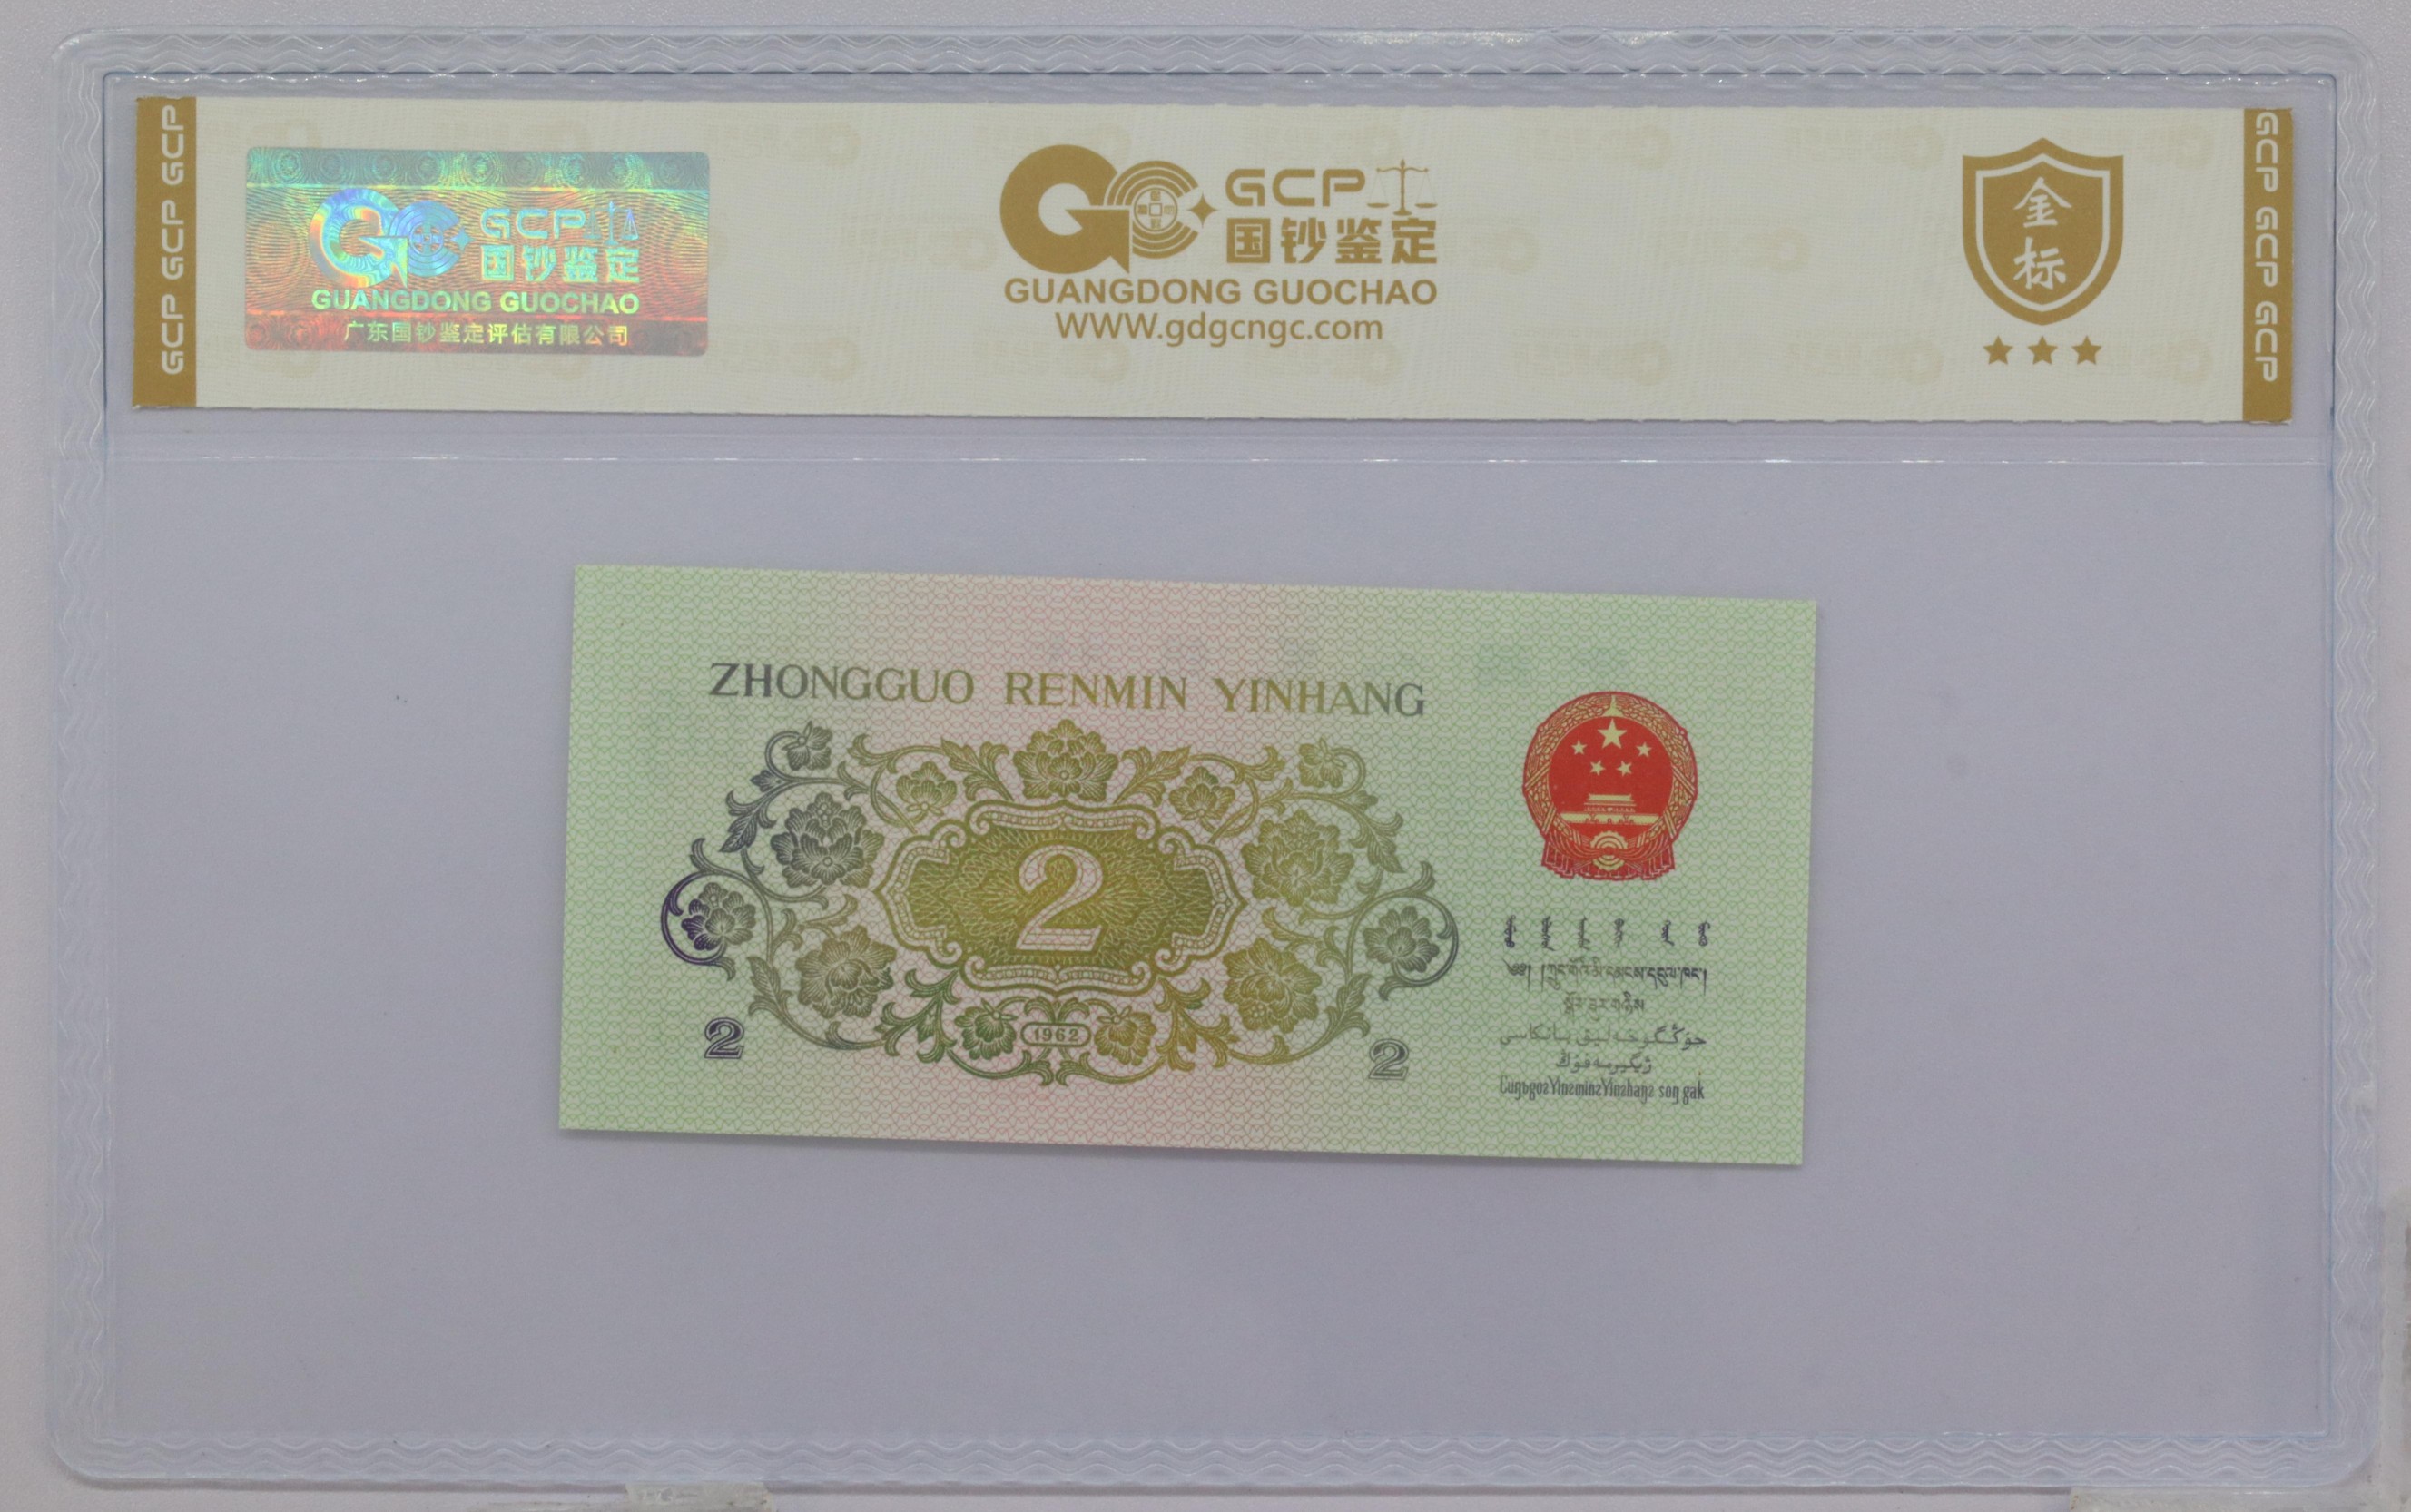 GCP GCP GCP
GCP
国钞鉴定
GUANGDONG GUOCHAO
广东国钞鉴定评估有限公司
GCP
国钞鉴定
GUANGDONG GUOCHAO
WWW.gdgcngc.com
金
标
GCP GCP GCP
ZHONGGUO RENMIN YINHANG
2
1962
2
2